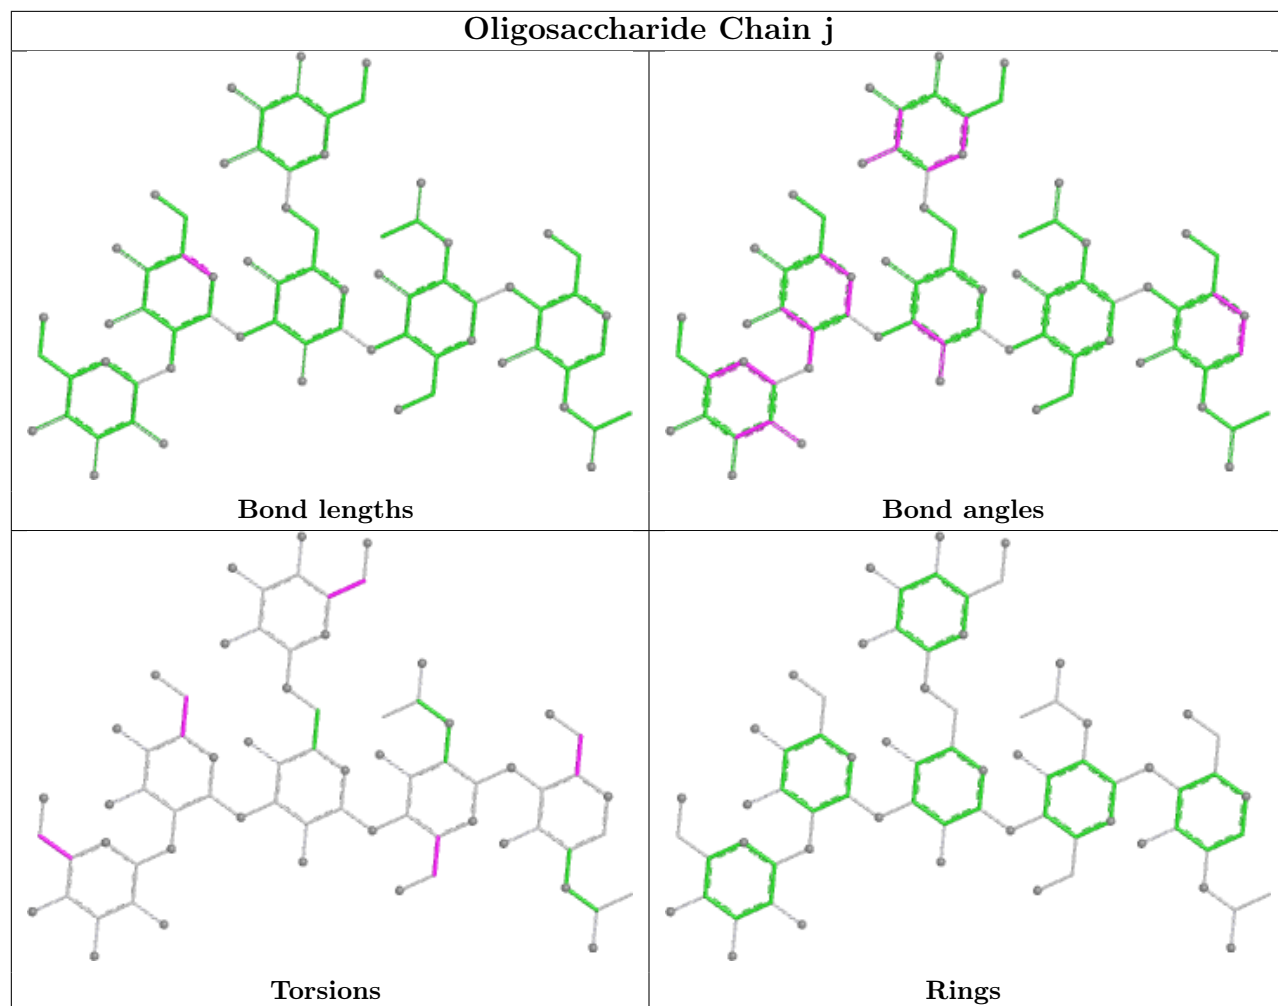 Oligosaccharide Chain j
Bond lengths
Bond angles
Torsions
Rings